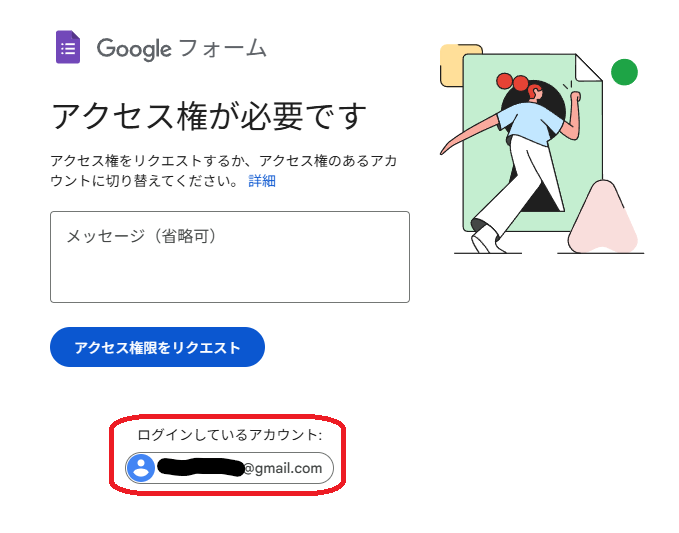 Google フォーム
アクセス権が必要です
アクセス権をリクエストするか、アクセス権のあるアカ
ウントに切り替えてください。 詳細
メッセージ（省略可）
アクセス権限をリクエスト
ログインしているアカウント:
@gmail.com